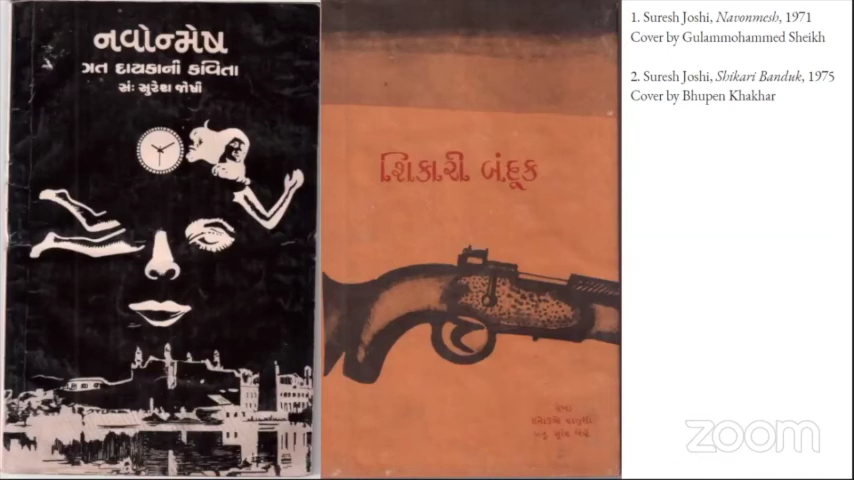 નવોન્મેષ
ગત દાયકાની કવિતા
સંઃ સુરેશ જોષી
શિકારી બંદૂક
1. Suresh Joshi, Navonmesh, 1971
Cover by Gulammohammed Sheikh
2. Suresh Joshi, Shikari Banduk, 1975
Cover by Bhupen Khakhar
zoom